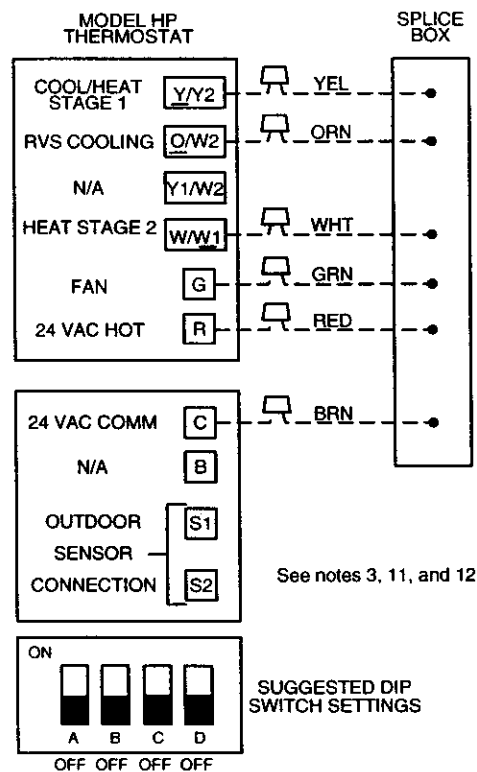 MODEL HP
THERMOSTAT
SPLICE
BOX
COOL/HEAT
STAGE 1
Y/Y2
YEL
RVS COOLING
O/W2
ORN
N/A
Y1/W2
HEAT STAGE 2
W/W1
WHT
FAN
G
GRN
24 VAC HOT
R
RED
24 VAC COMM
C
BRN
N/A
B
OUTDOOR
SENSOR
CONNECTION
S1
S2
See notes 3, 11, and 12
ON
A B C D
OFF OFF OFF OFF
SUGGESTED DIP
SWITCH SETTINGS